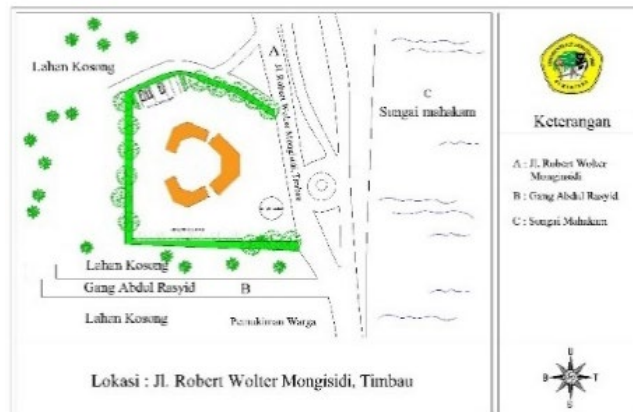 Lahan Kosong
A
Jl. Robert Wolter Mongisidi, Timbau
C
Sungai mahakam
Lahan Kosong
Gang Abdul Rasyid B
Lahan Kosong
Pemukiman Warga
Lokasi : Jl. Robert Wolter Mongisidi, Timbau
Keterangan
A : Jl. Robert Wolter
Mongisidi
B : Gang Abdul Rasyid
C : Sungai Mahakam
U
B T
S